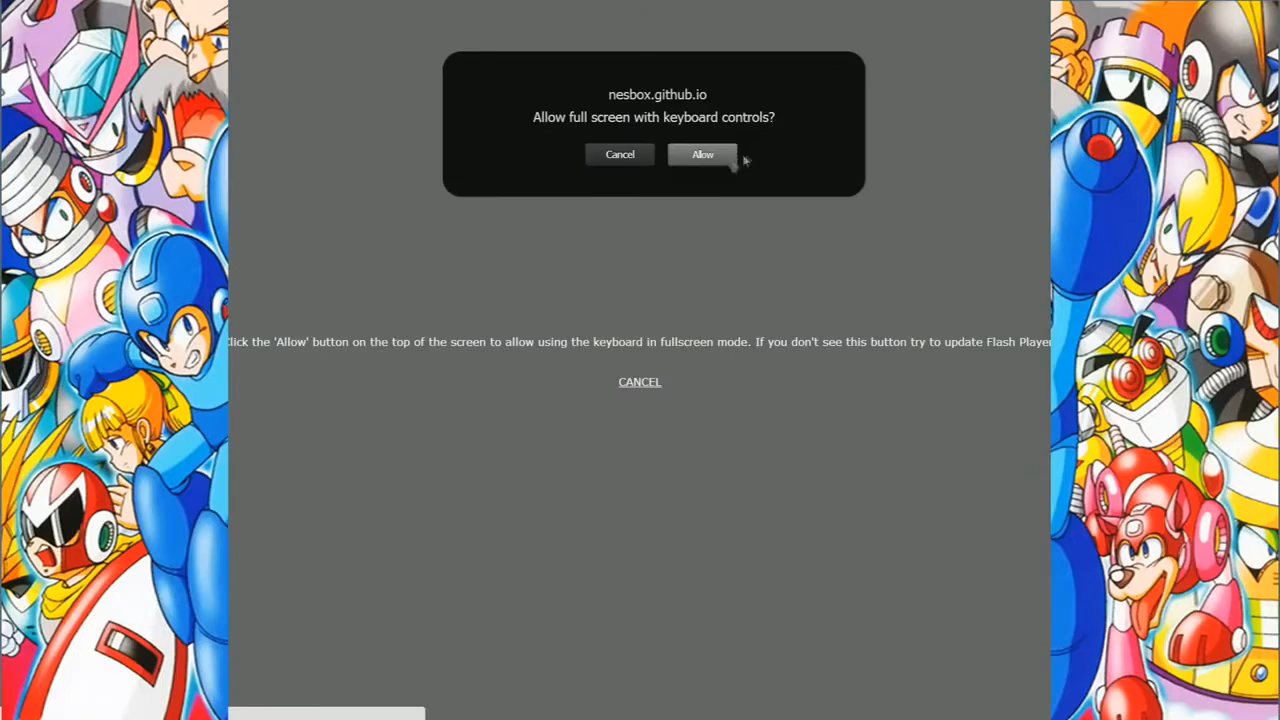 nesbox.github.io
Allow full screen with keyboard controls?
Cancel Allow
Click the 'Allow' button on the top of the screen to allow using the keyboard in fullscreen mode. If you don't see this button try to update Flash Player
CANCEL